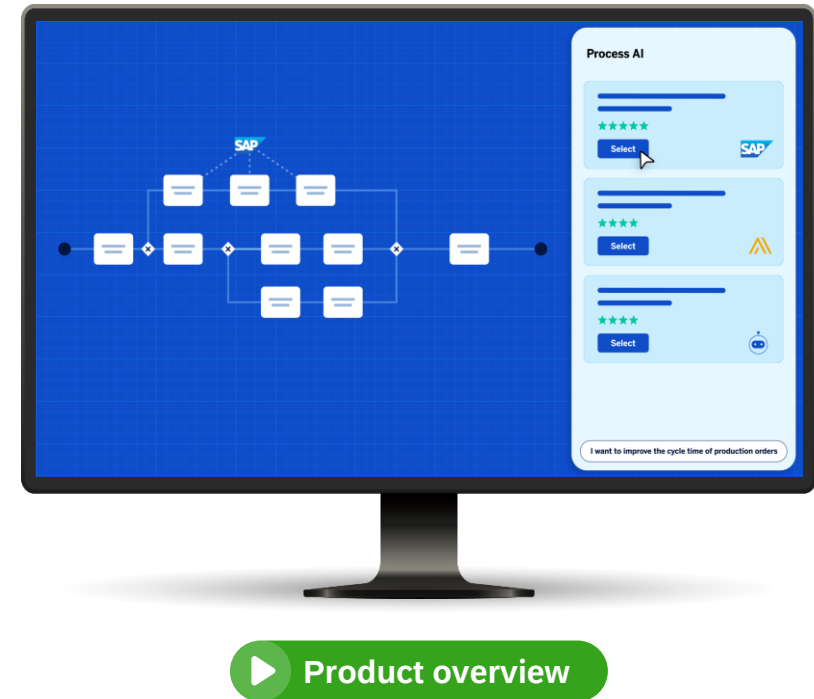 Process AI
SAP
Select
SAP
Select
Select
I want to improve the cycle time of production orders
Product overview